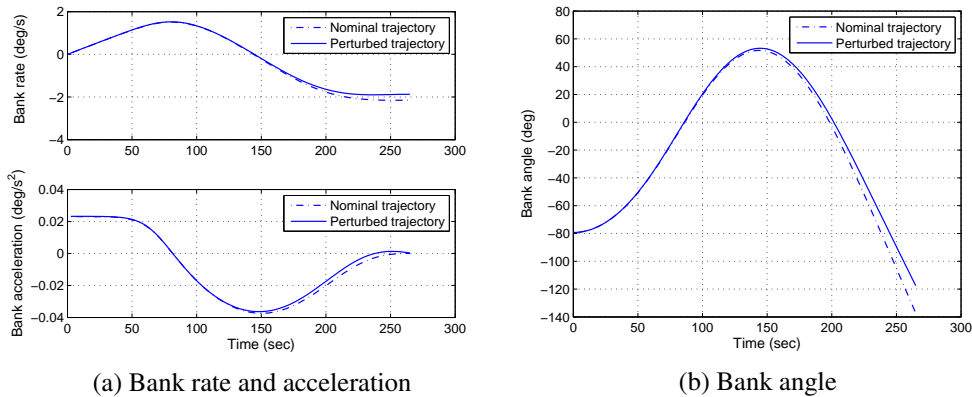 Bank rate (deg/s)
2
0
−2
−4
0 50 100 150 200 250 300
Nominal trajectory
Perturbed trajectory
Bank acceleration (deg/s²)
0.04
0.02
0
−0.02
−0.04
0 50 100 150 200 250 300
Time (sec)
Nominal trajectory
Perturbed trajectory
(a) Bank rate and acceleration
Bank angle (deg)
80
60
40
20
0
−20
−40
−60
−80
−100
−120
−140
0 50 100 150 200 250 300
Time (sec)
Nominal trajectory
Perturbed trajectory
(b) Bank angle